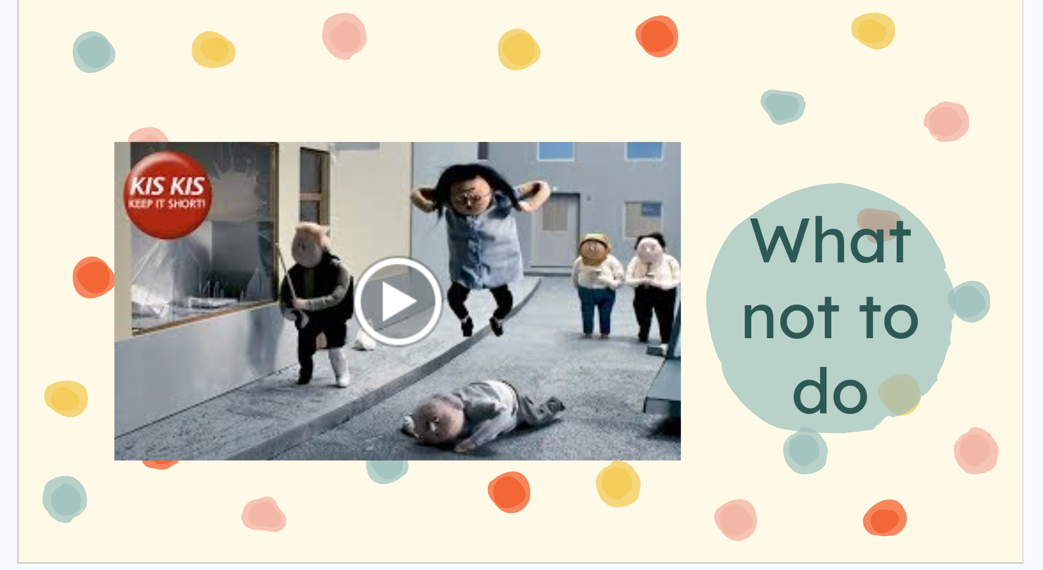 KIS KIS
KEEP IT SHORT!
What
not to
do